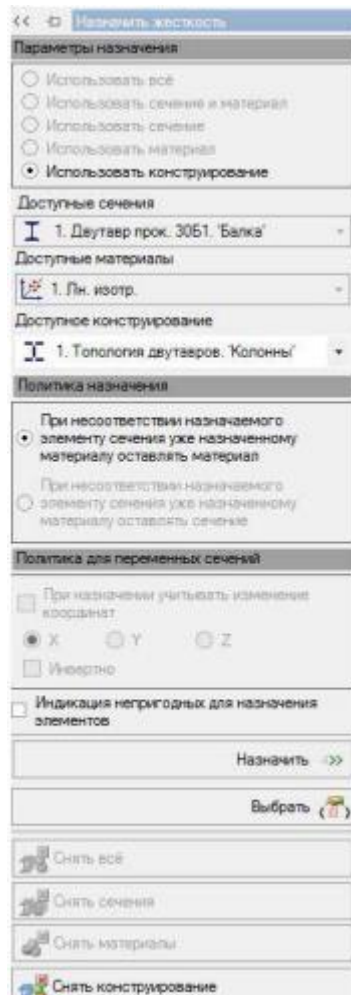 << Назначить жесткость
Параметры назначения
Использовать всё
Использовать сечение и материал
Использовать сечение
Использовать материал
Использовать конструирование
Доступные сечения
1. Двутавр прок. 30Б1. 'Балка'
Доступные материалы
1. Лн. изотр.
Доступное конструирование
1. Топология двутавров. 'Колонны'
Политика назначения
При несоответствии назначаемого
элементу сечения уже назначенному
материалу оставлять материал
При несоответствии назначаемого
элементу сечения уже назначенному
материалу оставлять сечение
Политика для переменных сечений
При назначении учитывать изменение
координат
X Y Z
Инвертно
Индикация непригодных для назначения
элементов
Назначить >>
Выбрать
Снять всё
Снять сечения
Снять материалы
Снять конструирование